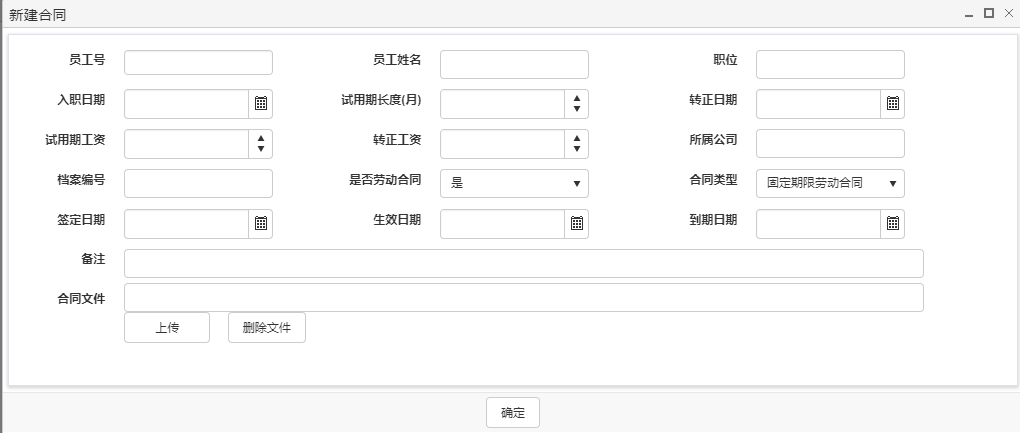 新建合同
员工号 员工姓名 职位
入职日期 试用期长度(月) 转正日期
试用期工资 转正工资 所属公司
档案编号 是否劳动合同 是 合同类型 固定期限劳动合同
签定日期 生效日期 到期日期
备注
合同文件
上传 删除文件
确定